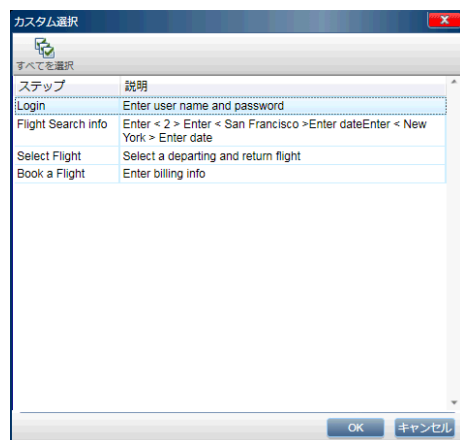 カスタム選択
すべてを選択
ステップ 説明
Login Enter user name and password
Flight Search info Enter < 2 > Enter < San Francisco >Enter dateEnter < New
York > Enter date
Select Flight Select a departing and return flight
Book a Flight Enter billing info
OK キャンセル